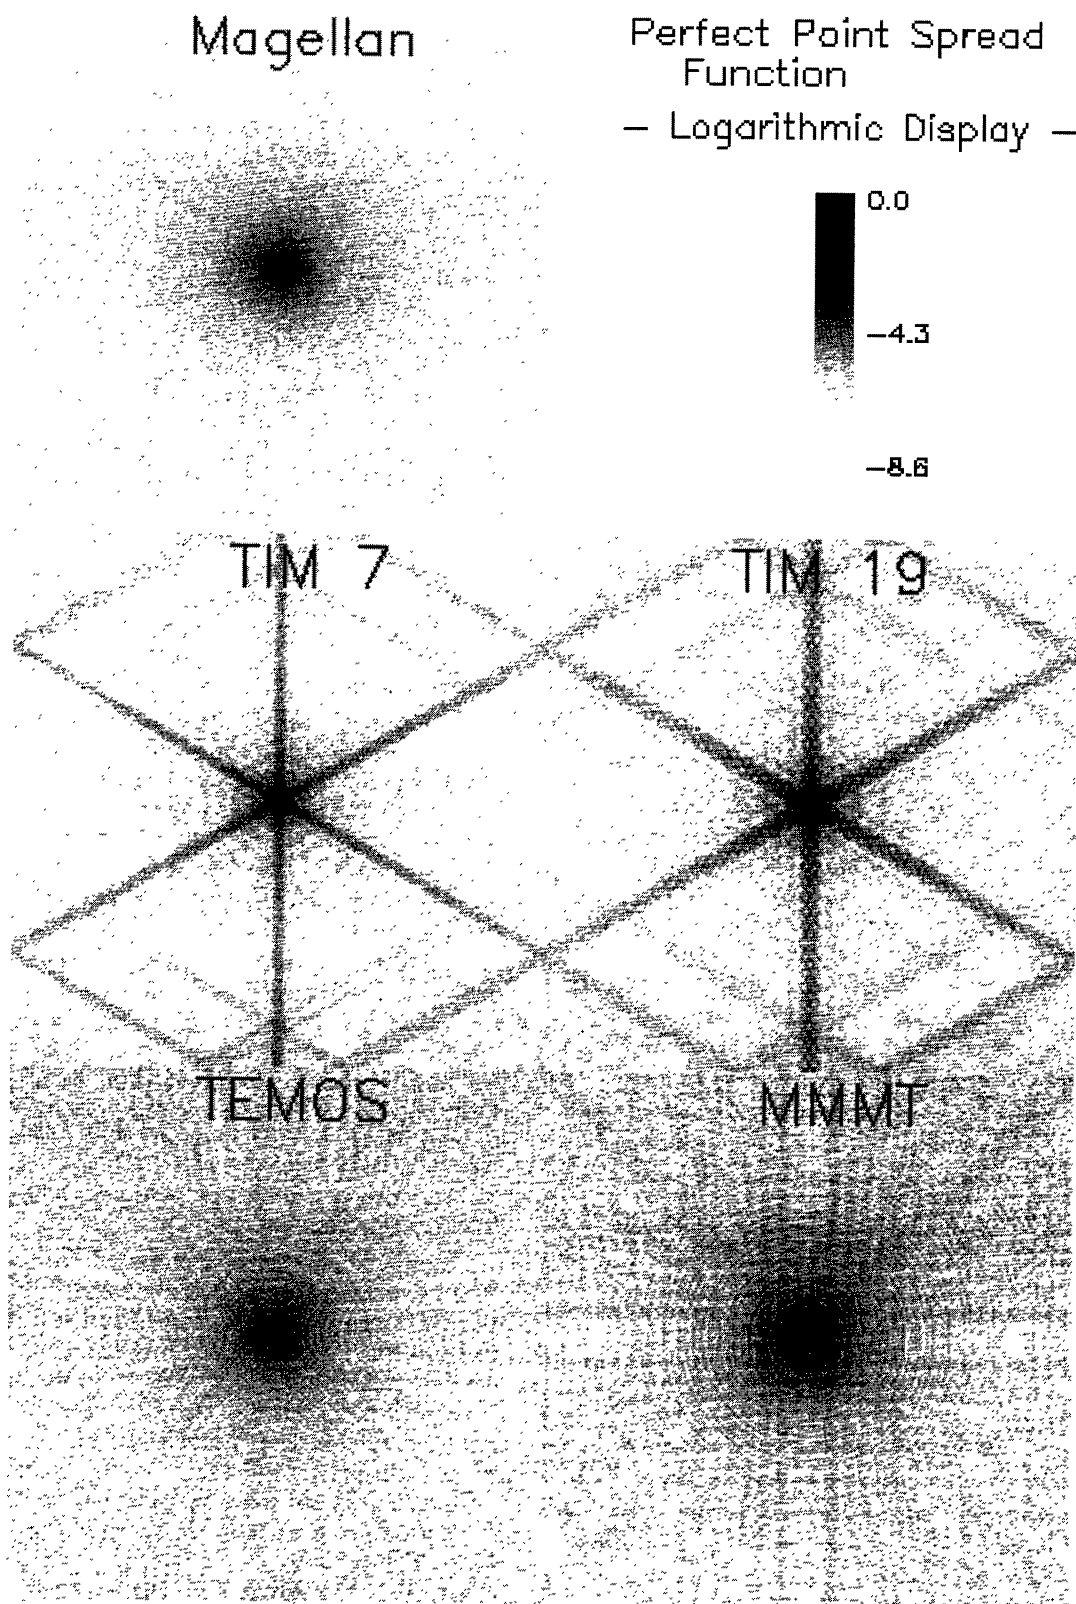 Magellan
Perfect Point Spread
Function
— Logarithmic Display —
0.0
−4.3
−8.6
TIM 7
TIM 19
TEMOS
MMMT